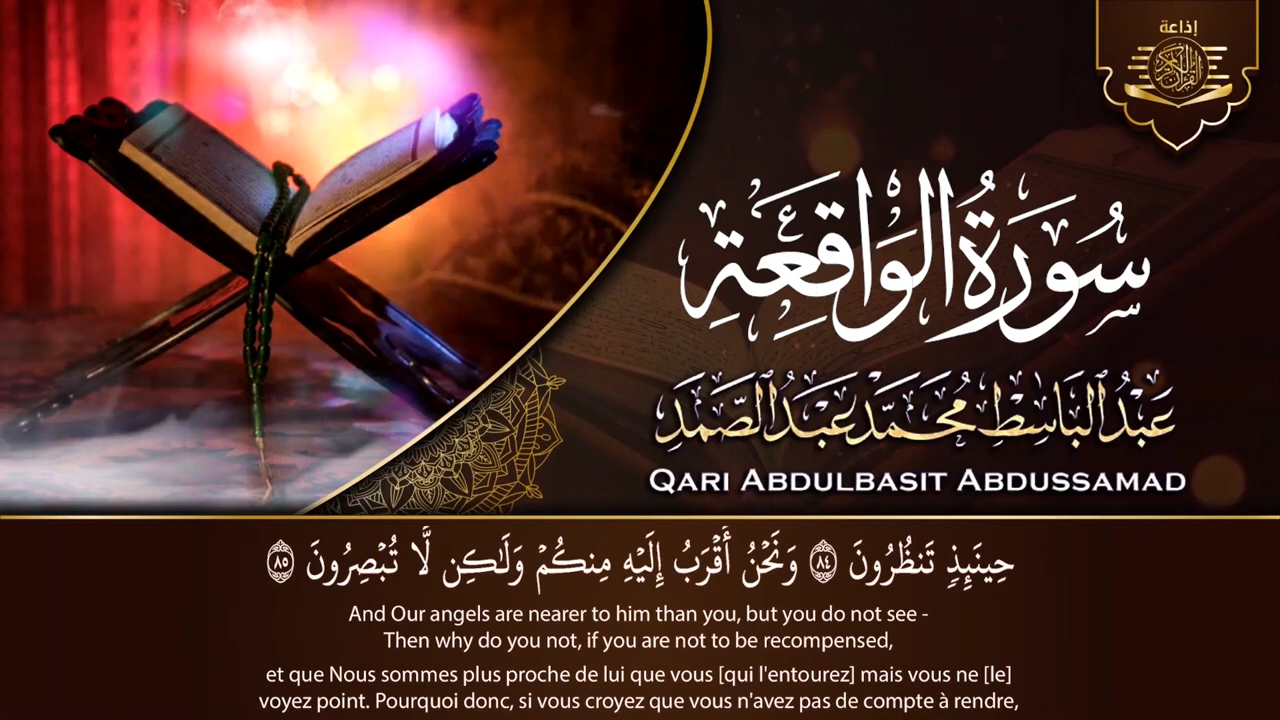 إذاعة
القرآن الكريم
سُورَةُ الوَاقِعَةِ
عَبْدُ البَاسِطِ مُحَمَّد عَبْدُ الصَّمَدِ
QARI ABDULBASIT ABDUSSAMAD
حِينَئِذٖ تَنظُرُونَ ٨٤ وَنَحۡنُ أَقۡرَبُ إِلَيۡهِ مِنكُمۡ وَلَٰكِن لَّا تُبۡصِرُونَ ٨٥
And Our angels are nearer to him than you, but you do not see -
Then why do you not, if you are not to be recompensed,
et que Nous sommes plus proche de lui que vous [qui l'entourez] mais vous ne [le]
voyez point. Pourquoi donc, si vous croyez que vous n'avez pas de compte à rendre,